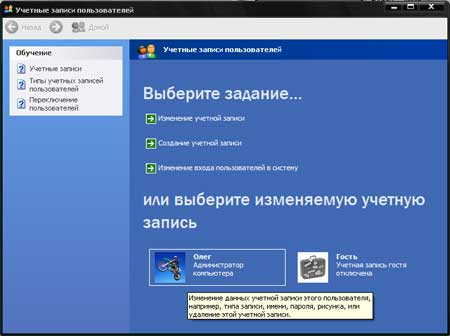 Учетные записи пользователей
Назад
Домой
Обучение
Учетные записи
Типы учетных записей
пользователей
Переключение
пользователей
Учетные записи пользователей
Выберите задание...
Изменение учетной записи
Создание учетной записи
Изменение входа пользователей в систему
или выберите изменяемую учетную
запись
Олег
Администратор
компьютера
Гость
Учетная запись гостя
отключена
Изменение данных учетной записи этого пользователя,
например, типа записи, имени, пароля, рисунка, или
удаление этой учетной записи.